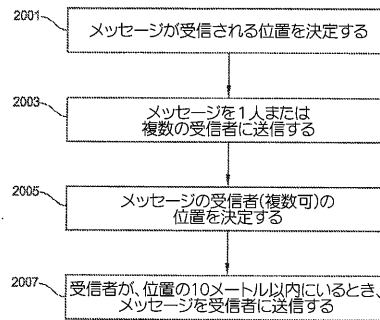 2001
メッセージが受信される位置を決定する
2003
メッセージを1人または
複数の受信者に送信する
2005
メッセージの受信者(複数可)の
位置を決定する
2007
受信者が、位置の10メートル以内にいるとき、
メッセージを受信者に送信する